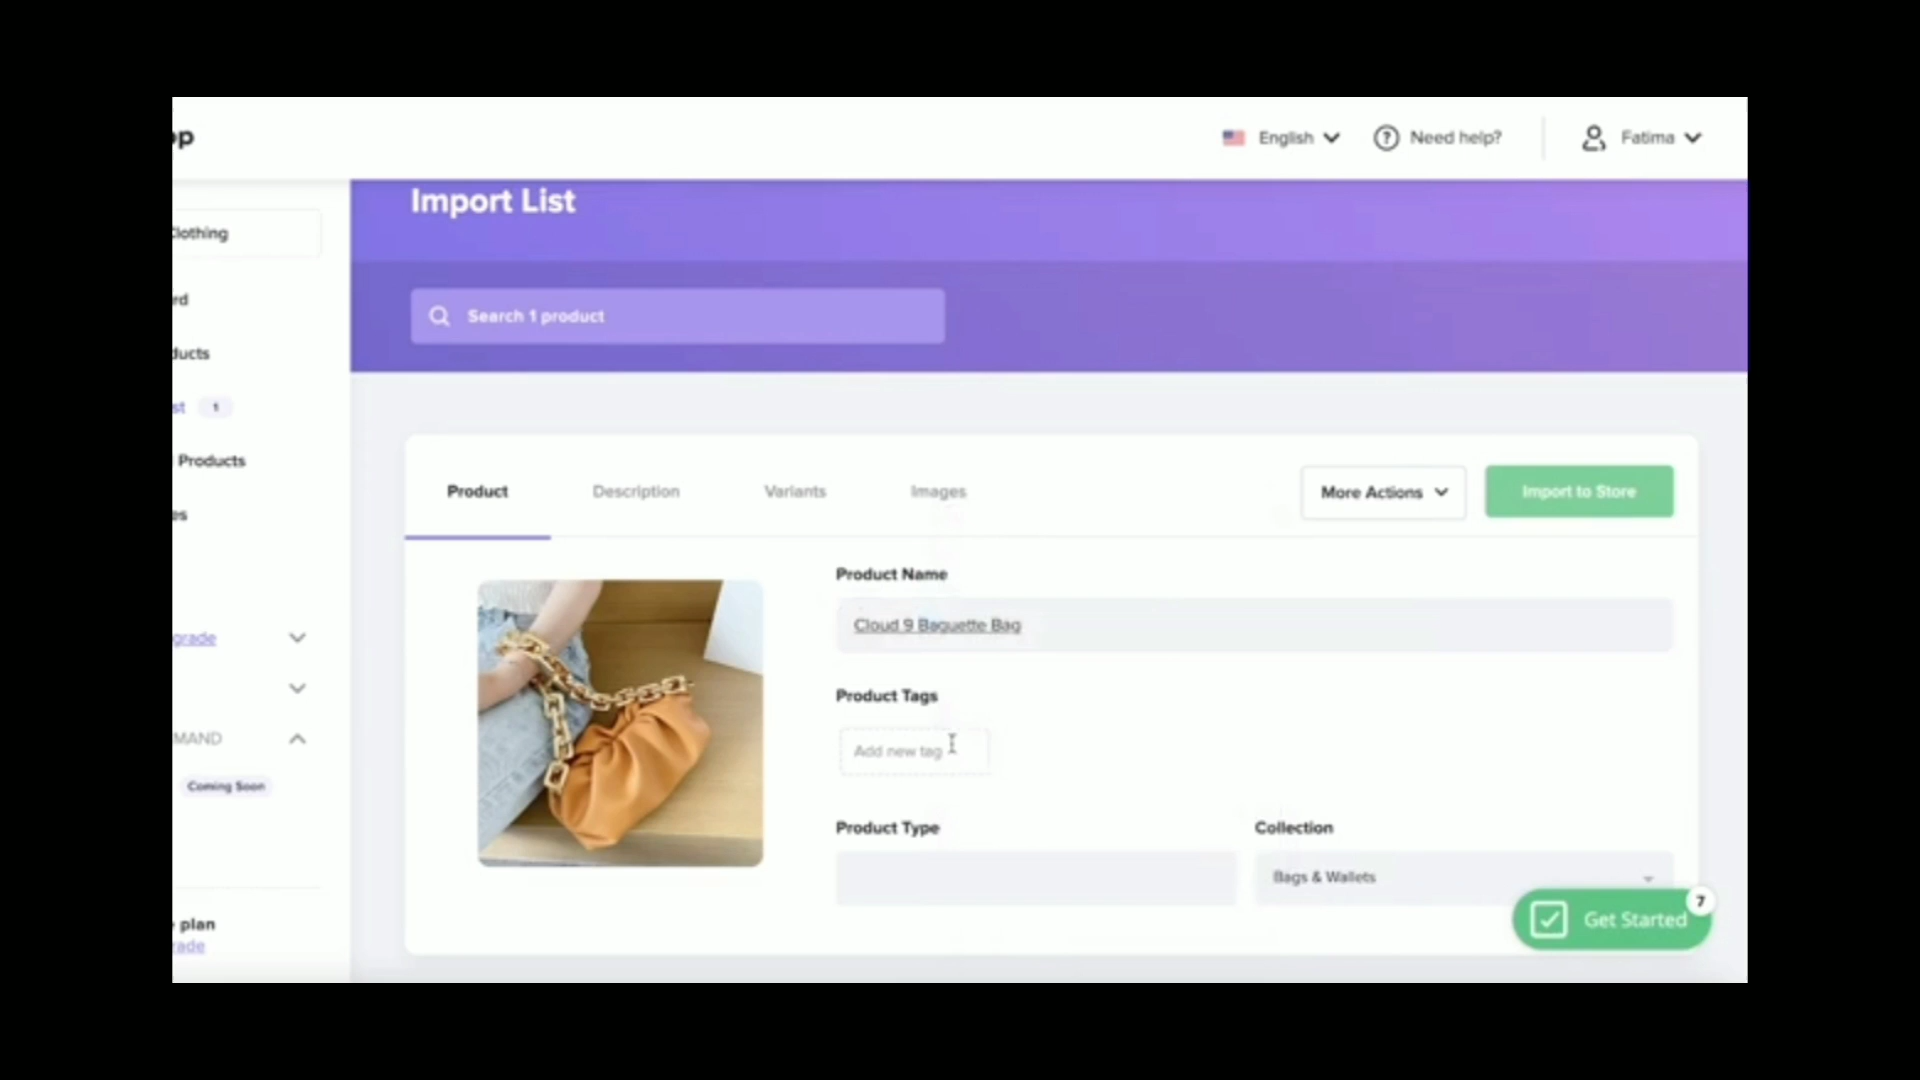 English
Need help?
Fatima
Import List
Search 1 product
1
Products
Coming Soon
plan
Product
Description
Variants
Images
More Actions
Import to Store
Product Name
Cloud 9 Baguette Bag
Product Tags
Add new tag
Product Type
Collection
Bags & Wallets
Get Started
7